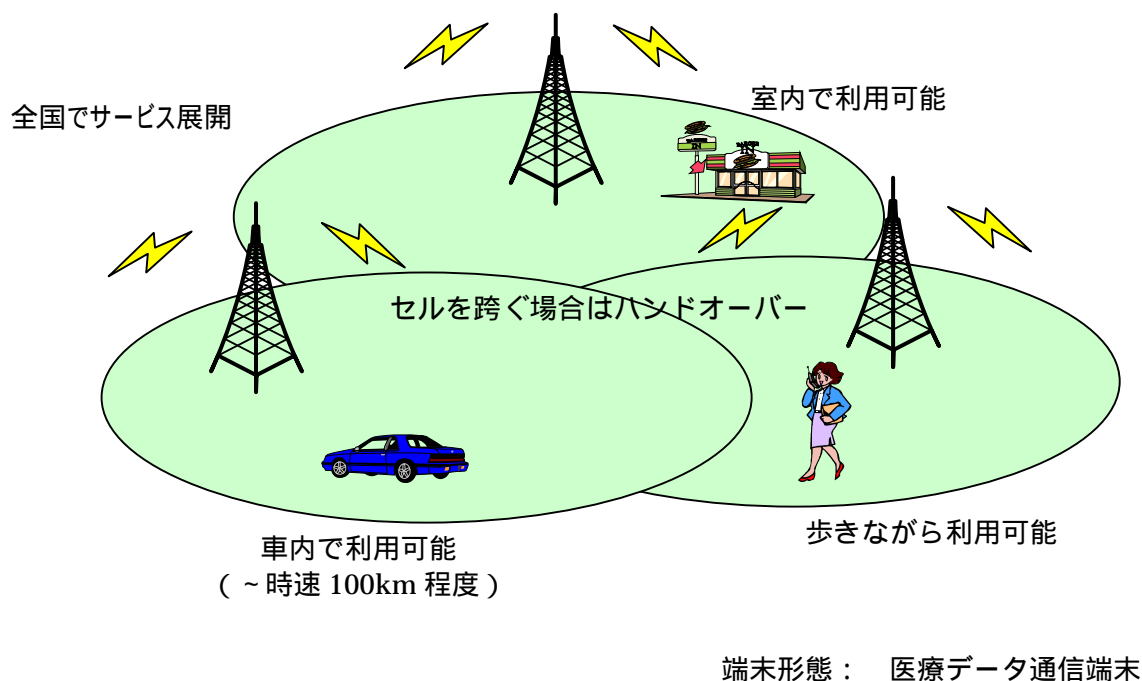 全国でサービス展開
室内で利用可能
セルを跨ぐ場合はハンドオーバー
歩きながら利用可能
車内で利用可能
（～時速 100km 程度）
端末形態： 医療データ通信端末